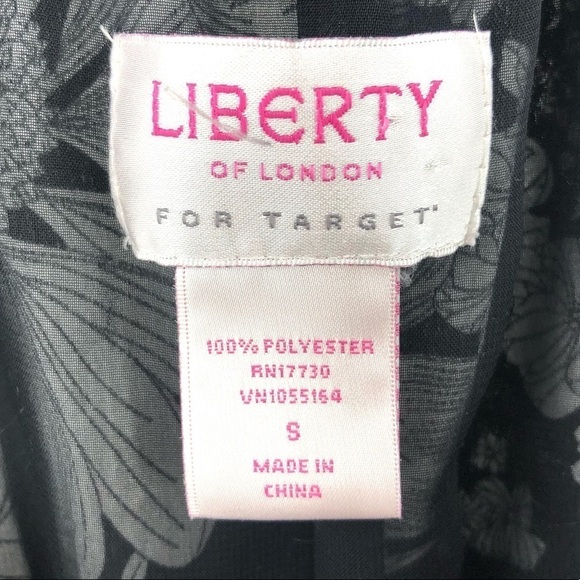 LIBERTY
OF LONDON
FOR TARGET
100% POLYESTER
RN17730
VN1055164
S
MADE IN
CHINA